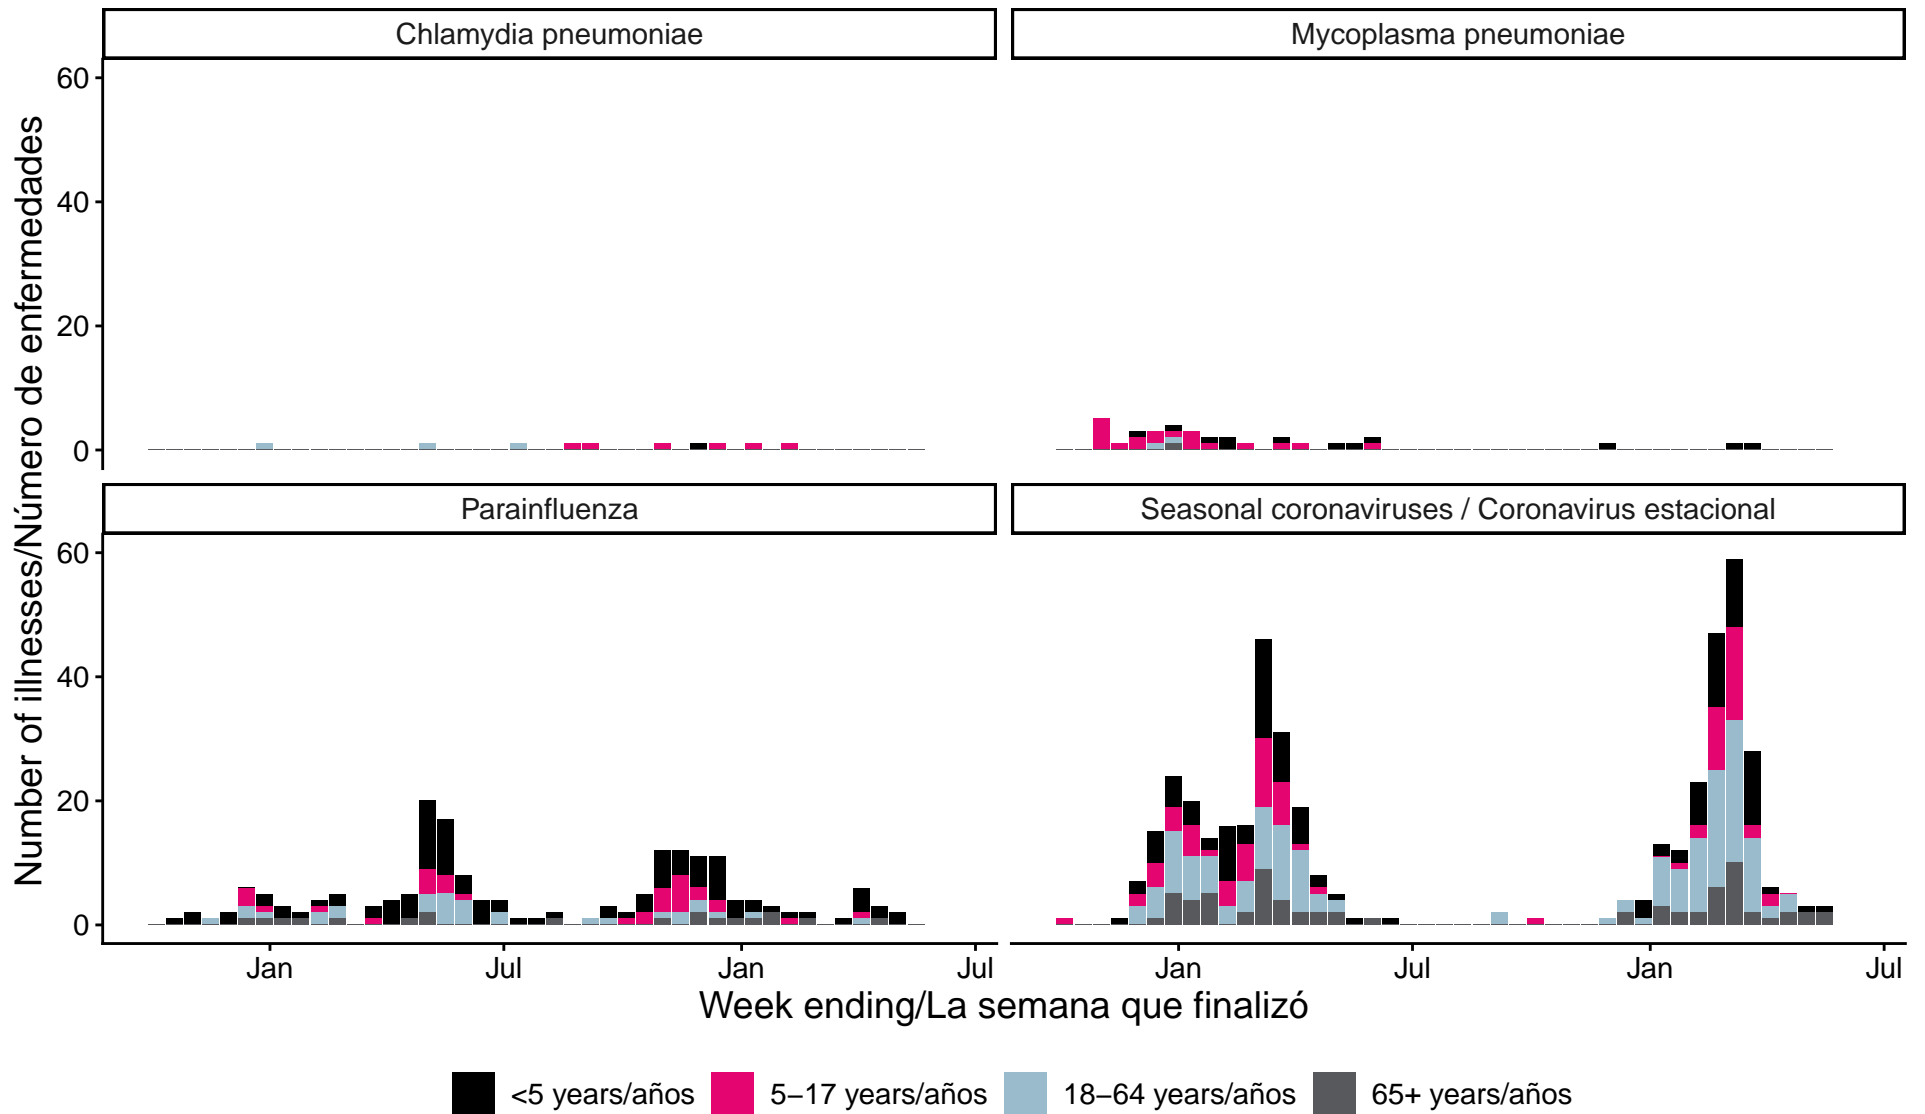 Chlamydia pneumoniae
Mycoplasma pneumoniae
60
40
20
0
Parainfluenza
Seasonal coronaviruses / Coronavirus estacional
60
40
20
0
Number of illnesses/Número de enfermedades
Jan Jul Jan Jul
Jan Jul Jan Jul
Week ending/La semana que finalizó
<5 years/años 5–17 years/años 18–64 years/años 65+ years/años